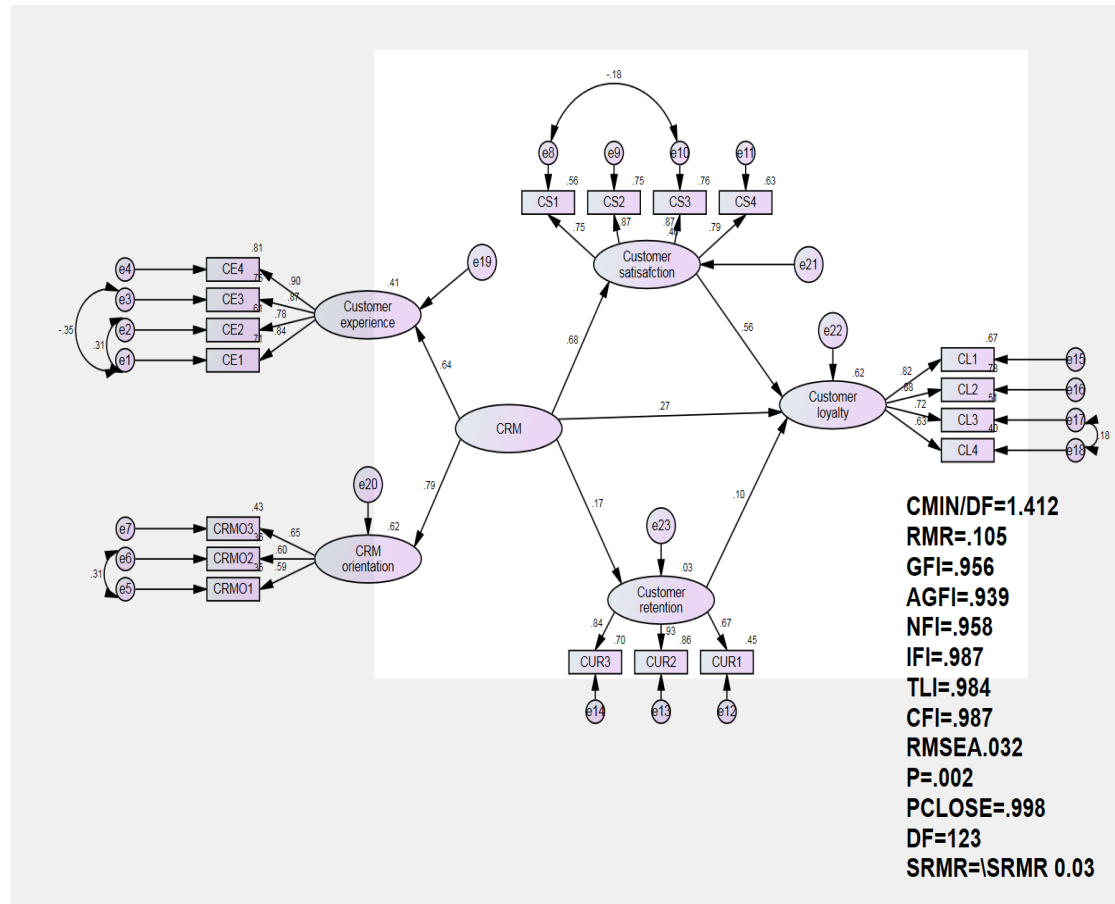 -.18
e8
e9
e10
e11
.56
.75
.76
.63
CS1
CS2
CS3
CS4
.75
.87
.87
.79
Customer
satisafction
e21
e19
.81
e4
CE4
.90
e3
CE3
.87
.41
Customer
experience
-.35
e2
CE2
.78
.31
e1
CE1
.84
.71
.64
.68
.56
e22
.67
CL1
e15
.82
.62
CL2
e16
Customer
loyalty
.72
CL3
e17
.63
CL4
e18
.18
CRM
.27
.79
.17
.10
e20
.43
e7
CRMO3
.65
.62
CRM
orientation
e6
CRMO2
.60
.31
e5
CRMO1
.59
.35
e23
.03
Customer
retention
.84
.93
.67
.70
.86
.45
CUR3
CUR2
CUR1
e14
e13
e12
CMIN/DF=1.412
RMR=.105
GFI=.956
AGFI=.939
NFI=.958
IFI=.987
TLI=.984
CFI=.987
RMSEA.032
P=.002
PCLOSE=.998
DF=123
SRMR=\SRMR 0.03